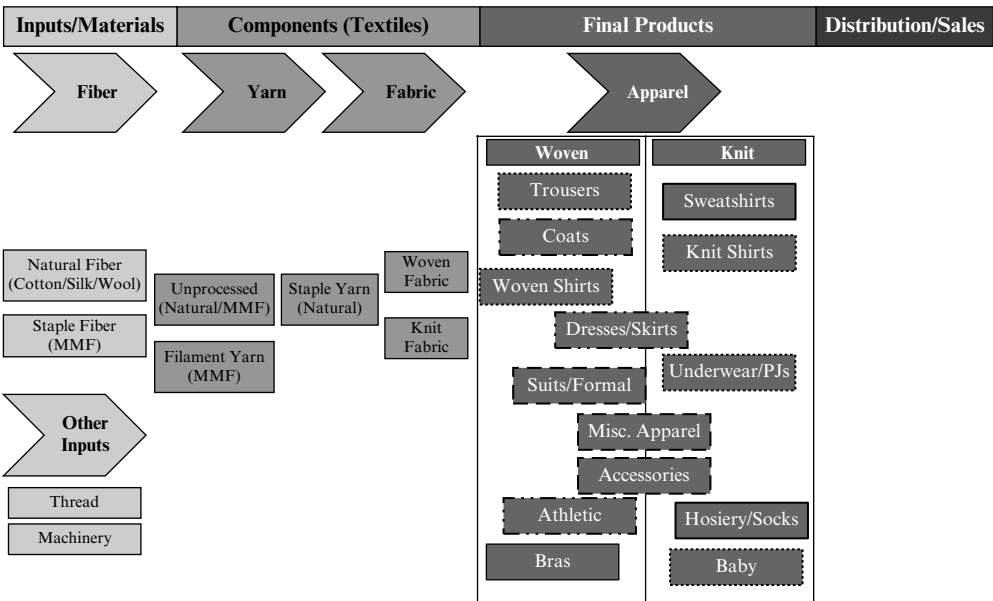 Inputs/Materials
Components (Textiles)
Final Products
Distribution/Sales
Fiber
Yarn
Fabric
Apparel
Woven
Knit
Trousers
Sweatshirts
Coats
Knit Shirts
Natural Fiber
(Cotton/Silk/Wool)
Unprocessed
(Natural/MMF)
Staple Yarn
(Natural)
Woven
Fabric
Woven Shirts
Staple Fiber
(MMF)
Filament Yarn
(MMF)
Knit
Fabric
Dresses/Skirts
Underwear/PJs
Suits/Formal
Other
Inputs
Misc. Apparel
Accessories
Thread
Machinery
Athletic
Hosiery/Socks
Bras
Baby